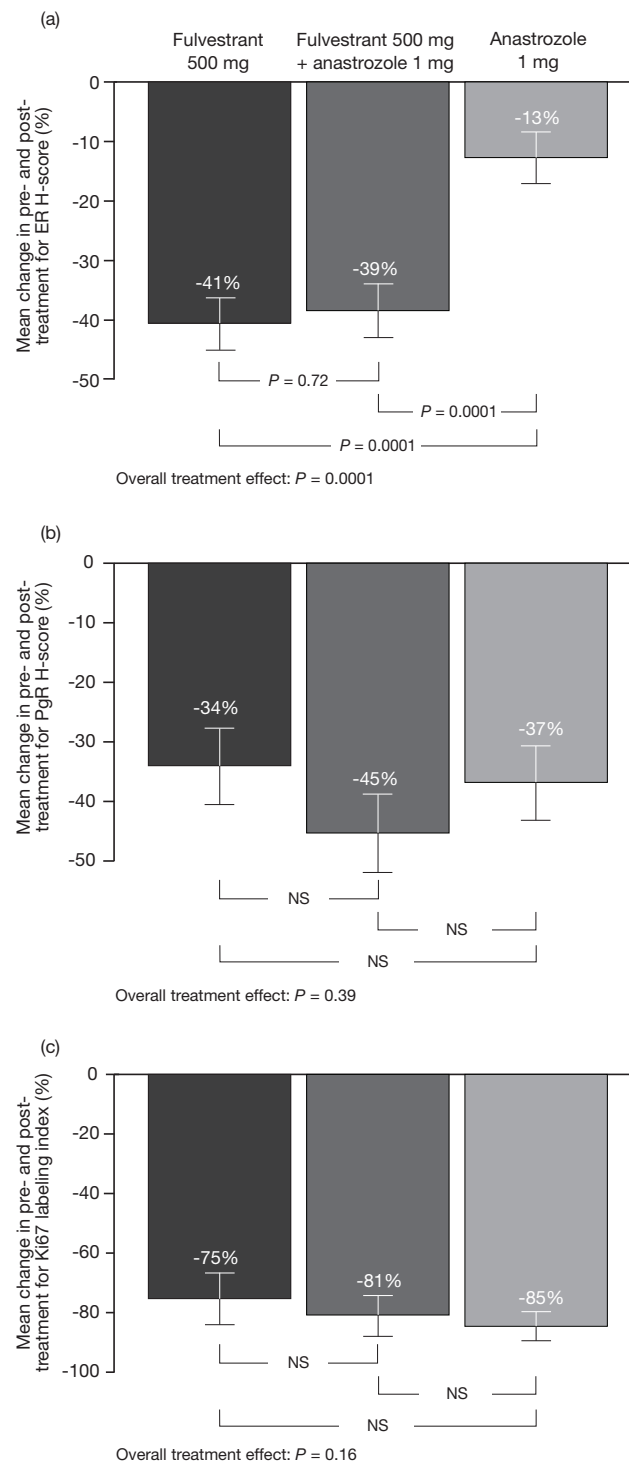 (a)
Fulvestrant
500 mg
Fulvestrant 500 mg
+ anastrozole 1 mg
Anastrozole
1 mg
Mean change in pre- and post-
treatment for ER H-score (%)
0
-10
-20
-30
-40
-50
-41%
-39%
-13%
P = 0.72
P = 0.0001
P = 0.0001
Overall treatment effect: P = 0.0001
(b)
Mean change in pre- and post-
treatment for PgR H-score (%)
0
-10
-20
-30
-40
-50
-34%
-45%
-37%
NS
NS
NS
Overall treatment effect: P = 0.39
(c)
Mean change in pre- and post-
treatment for Ki67 labeling index (%)
0
-20
-40
-60
-80
-100
-75%
-81%
-85%
NS
NS
NS
Overall treatment effect: P = 0.16